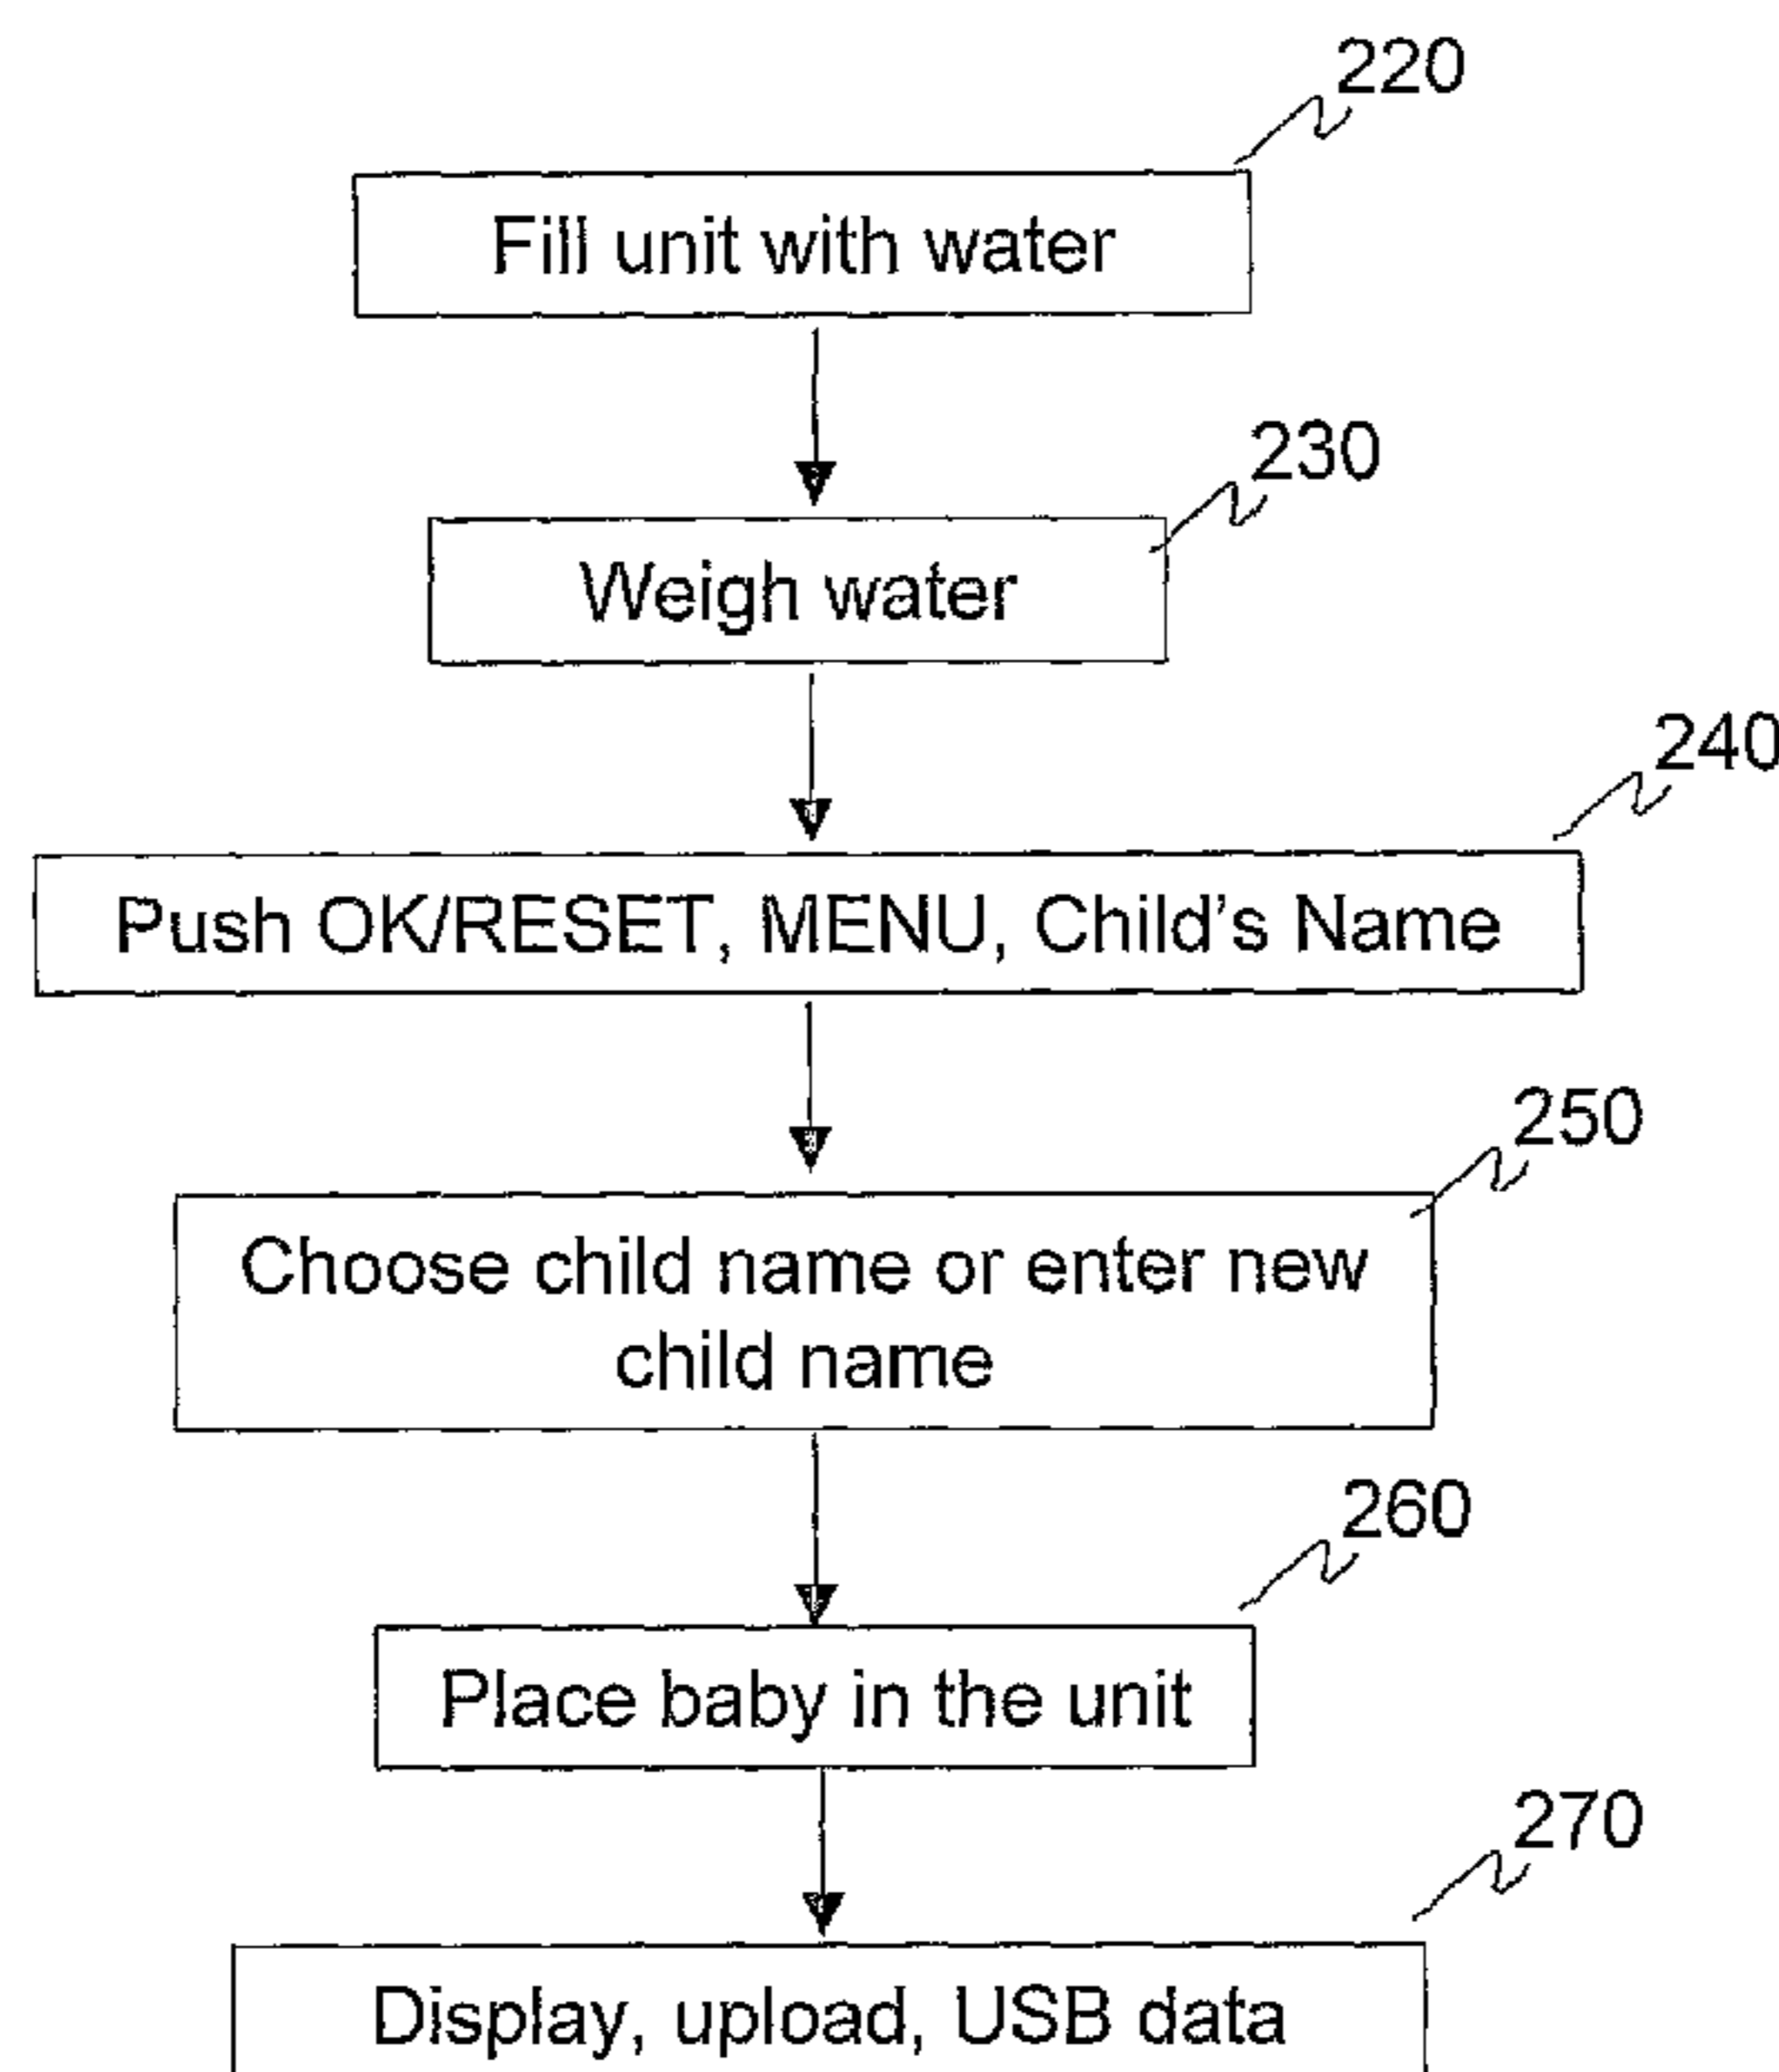 220
Fill unit with water
230
Weigh water
240
Push OK/RESET, MENU, Child's Name
250
Choose child name or enter new
child name
260
Place baby in the unit
270
Display, upload, USB data